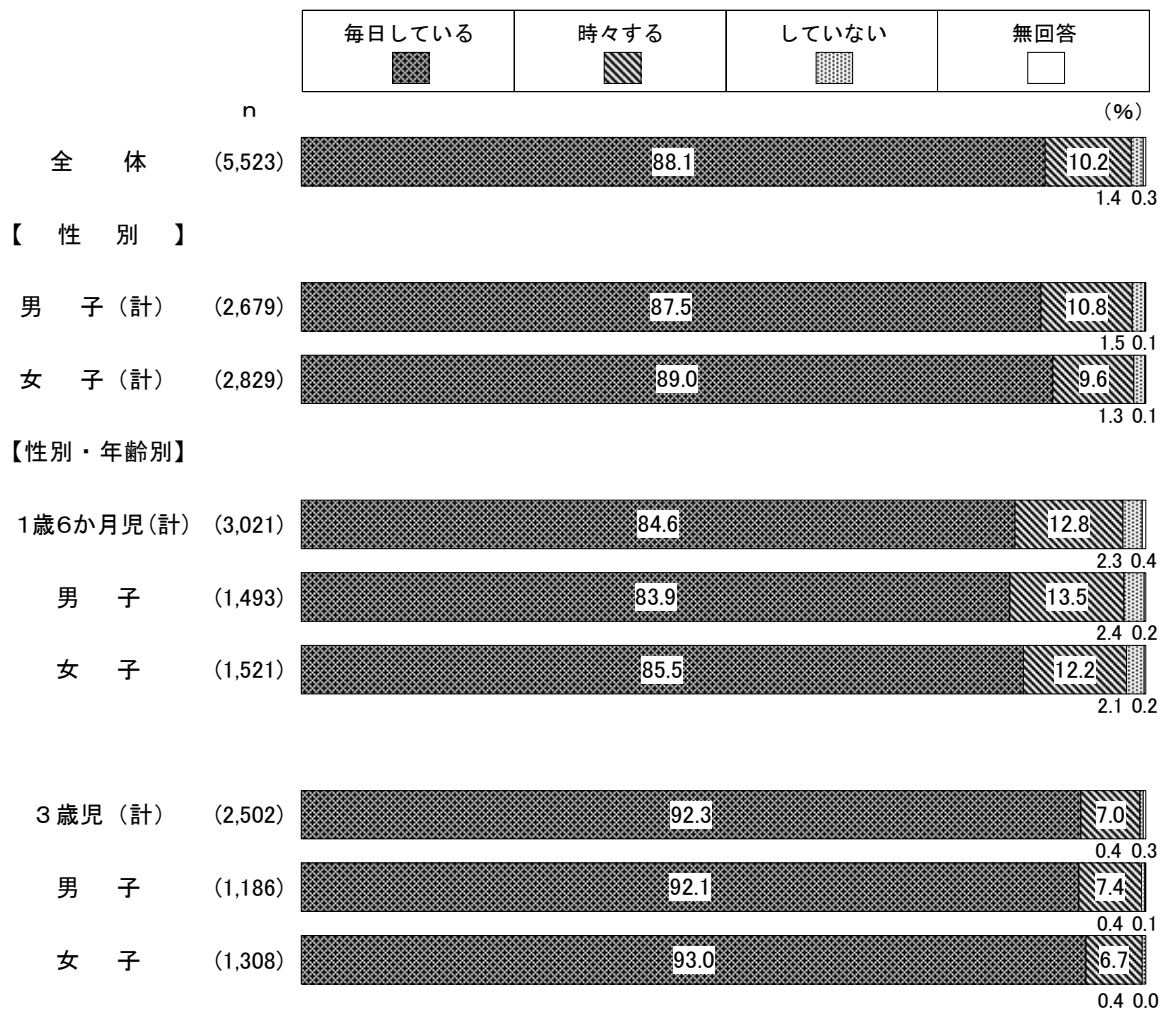 毎日している 時々する していない 無回答
n (%)
全 体 (5,523) 88.1 10.2
1.4 0.3
【 性 別 】
男 子(計) (2,679) 87.5 10.8
1.5 0.1
女 子(計) (2,829) 89.0 9.6
1.3 0.1
【性別・年齢別】
1歳6か月児(計) (3,021) 84.6 12.8
2.3 0.4
男 子 (1,493) 83.9 13.5
2.4 0.2
女 子 (1,521) 85.5 12.2
2.1 0.2
3歳児(計) (2,502) 92.3 7.0
0.4 0.3
男 子 (1,186) 92.1 7.4
0.4 0.1
女 子 (1,308) 93.0 6.7
0.4 0.0